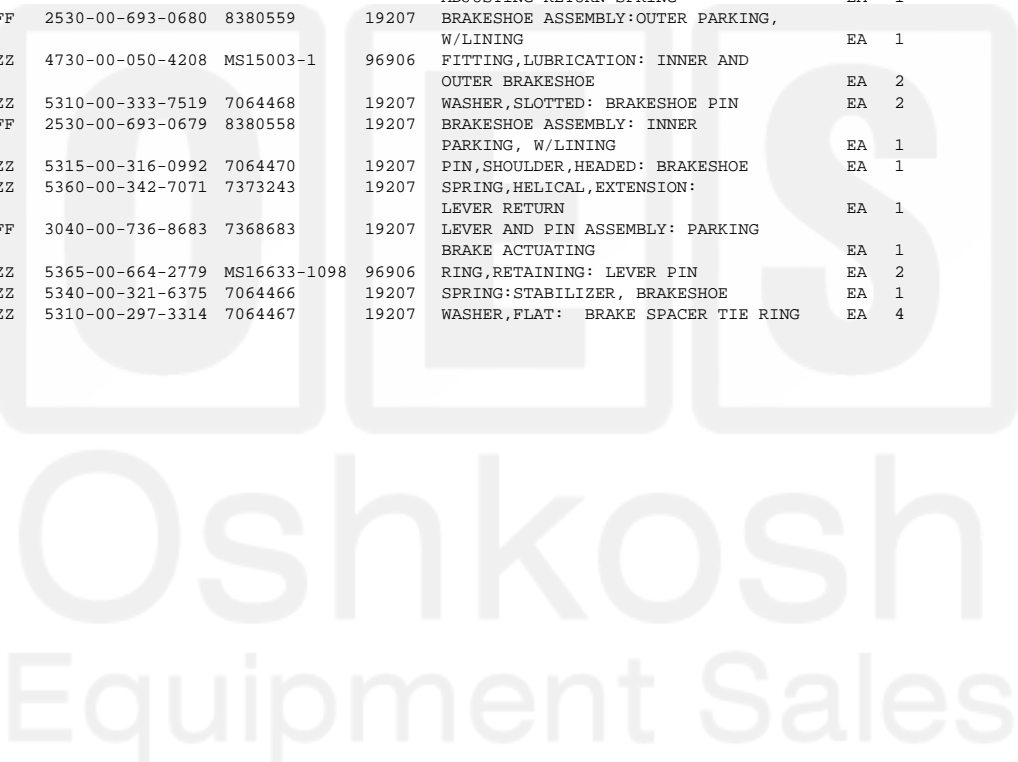 FF 2530-00-693-0680 8380559 19207 BRAKESHOE ASSEMBLY:OUTER PARKING,
W/LINING EA 1
ZZ 4730-00-050-4208 MS15003-1 96906 FITTING,LUBRICATION: INNER AND
OUTER BRAKESHOE EA 2
ZZ 5310-00-333-7519 7064468 19207 WASHER,SLOTTED: BRAKESHOE PIN EA 2
FF 2530-00-693-0679 8380558 19207 BRAKESHOE ASSEMBLY: INNER
PARKING, W/LINING EA 1
ZZ 5315-00-316-0992 7064470 19207 PIN,SHOULDER,HEADED: BRAKESHOE EA 1
ZZ 5360-00-342-7071 7373243 19207 SPRING,HELICAL,EXTENSION:
LEVER RETURN EA 1
FF 3040-00-736-8683 7368683 19207 LEVER AND PIN ASSEMBLY: PARKING
BRAKE ACTUATING EA 1
ZZ 5365-00-664-2779 MS16633-1098 96906 RING,RETAINING: LEVER PIN EA 2
ZZ 5340-00-321-6375 7064466 19207 SPRING:STABILIZER, BRAKESHOE EA 1
ZZ 5310-00-297-3314 7064467 19207 WASHER,FLAT: BRAKE SPACER TIE RING EA 4
OES
Oshkosh
Equipment Sales